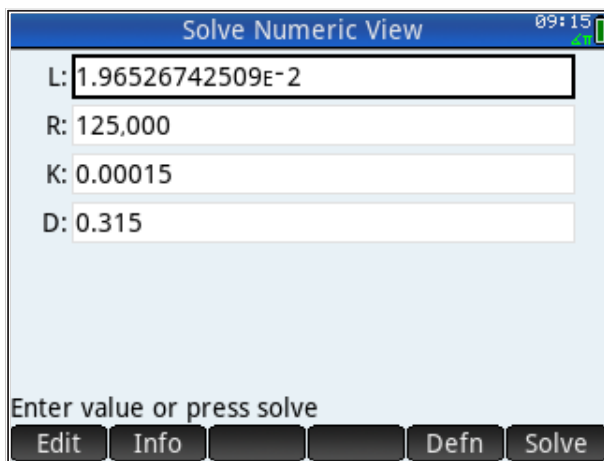 Solve Numeric View 09:15
∡π
L: 1.96526742509E-2
R: 125,000
K: 0.00015
D: 0.315
Enter value or press solve
Edit Info Defn Solve